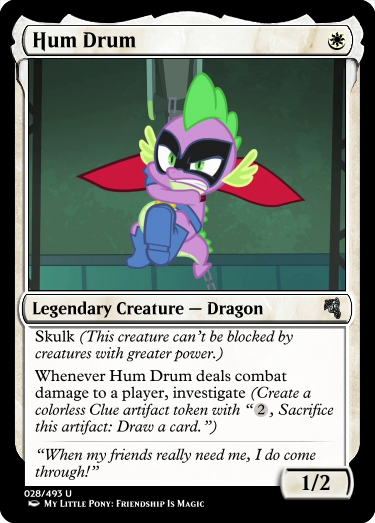 Hum Drum
Legendary Creature — Dragon
Skulk (This creature can't be blocked by
creatures with greater power.)
Whenever Hum Drum deals combat
damage to a player, investigate (Create a
colorless Clue artifact token with “2, Sacrifice
this artifact: Draw a card.”)
“When my friends really need me, I do come
through!”
1/2
028/493 U
My Little Pony: Friendship Is Magic